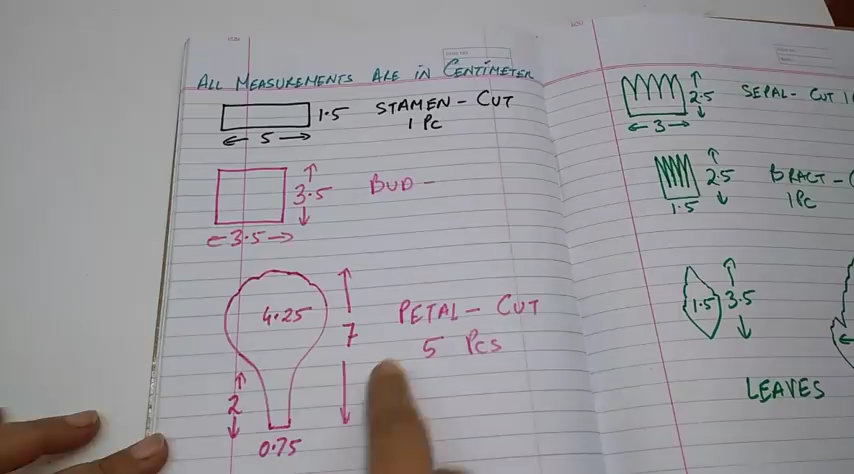 ALL MEASUREMENTS ARE IN CENTIMETER
1.5
STAMEN - CUT
1 PC
5
3.5
BUD -
3.5
4.25
7
PETAL - CUT
5 PCS
2
0.75
2.5
SEPAL - CUT 1
3
2.5
BRACT -
1 PC
1.5
1.5
3.5
LEAVES